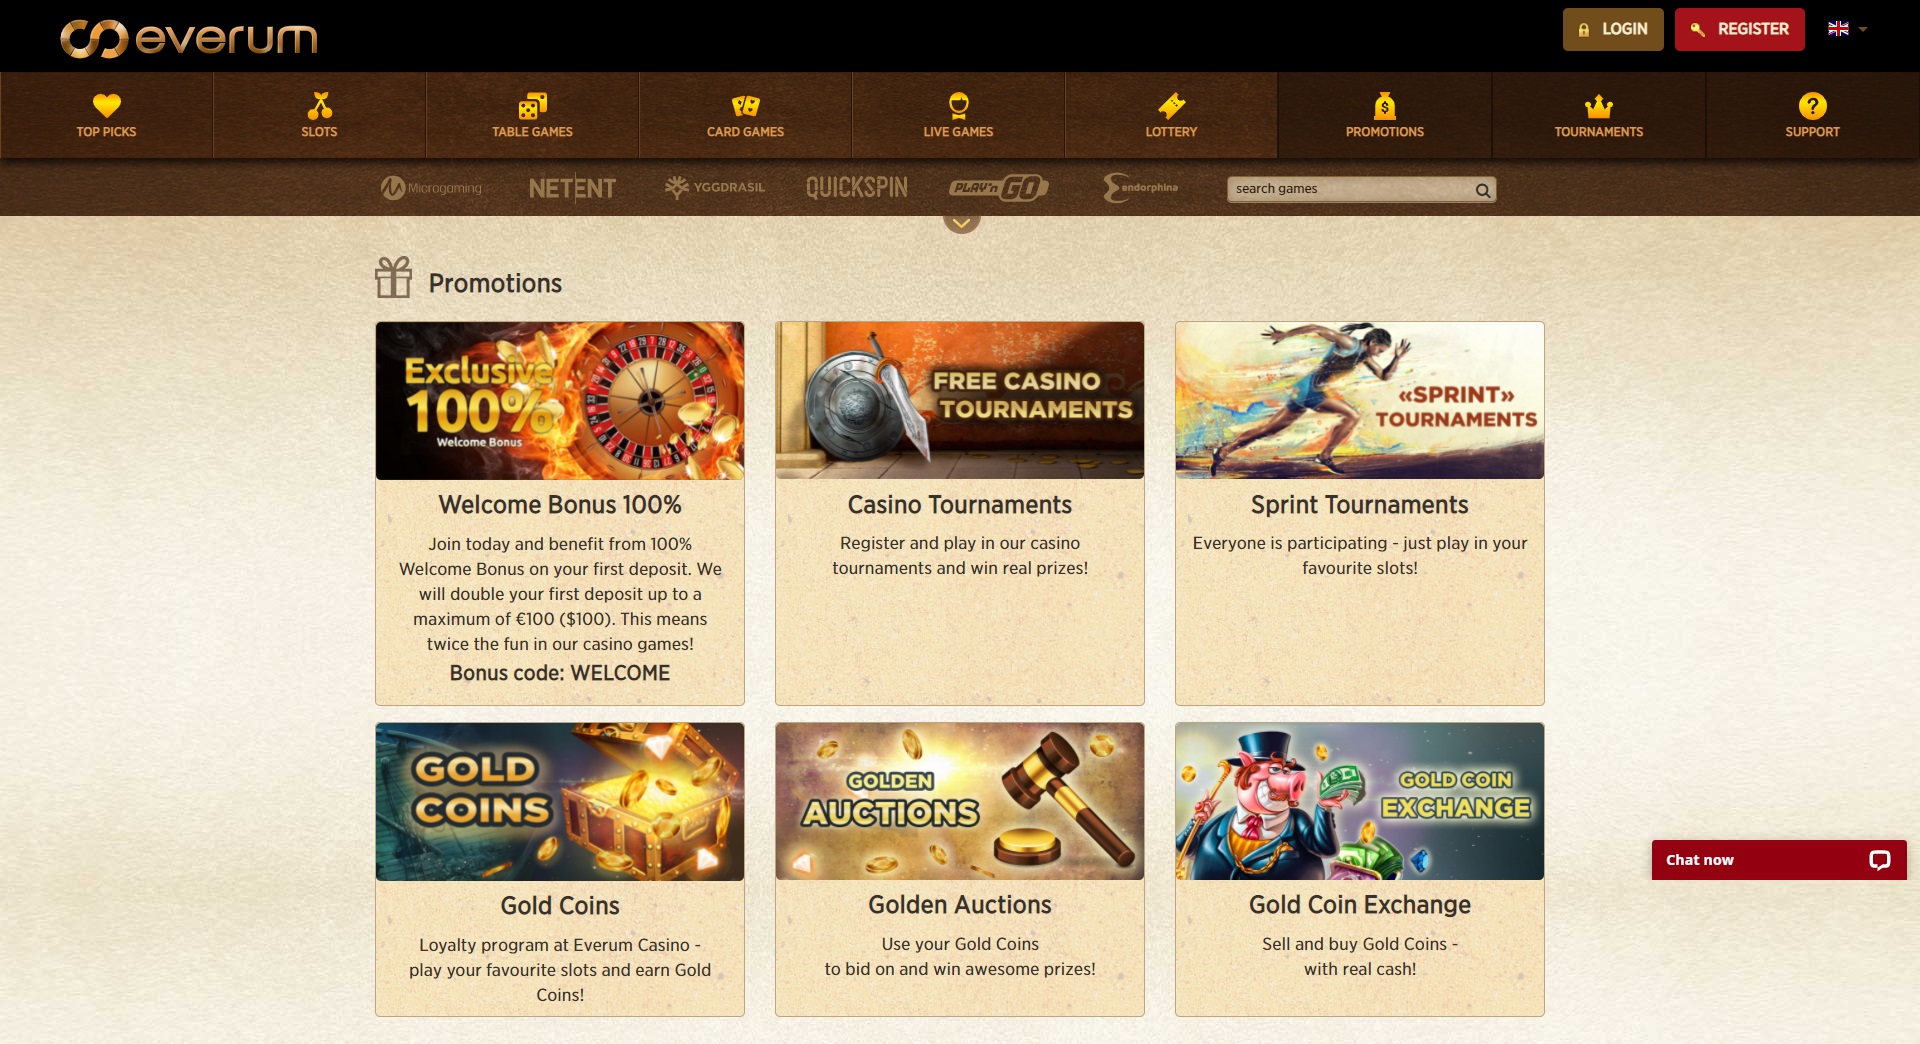 everum
LOGIN
REGISTER
TOP PICKS
SLOTS
TABLE GAMES
CARD GAMES
LIVE GAMES
LOTTERY
PROMOTIONS
TOURNAMENTS
SUPPORT
Microgaming
NETENT
YGGDRASIL
QUICKSPIN
PLAY'n GO
endorphina
search games
Promotions
Exclusive
100%
Welcome Bonus
Welcome Bonus 100%
Join today and benefit from 100%
Welcome Bonus on your first deposit. We
will double your first deposit up to a
maximum of €100 ($100). This means
twice the fun in our casino games!
Bonus code: WELCOME
FREE CASINO
TOURNAMENTS
Casino Tournaments
Register and play in our casino
tournaments and win real prizes!
«SPRINT»
TOURNAMENTS
Sprint Tournaments
Everyone is participating - just play in your
favourite slots!
GOLD
COINS
Gold Coins
Loyalty program at Everum Casino -
play your favourite slots and earn Gold
Coins!
GOLDEN
AUCTIONS
Golden Auctions
Use your Gold Coins
to bid on and win awesome prizes!
GOLD COIN
EXCHANGE
Gold Coin Exchange
Sell and buy Gold Coins -
with real cash!
Chat now